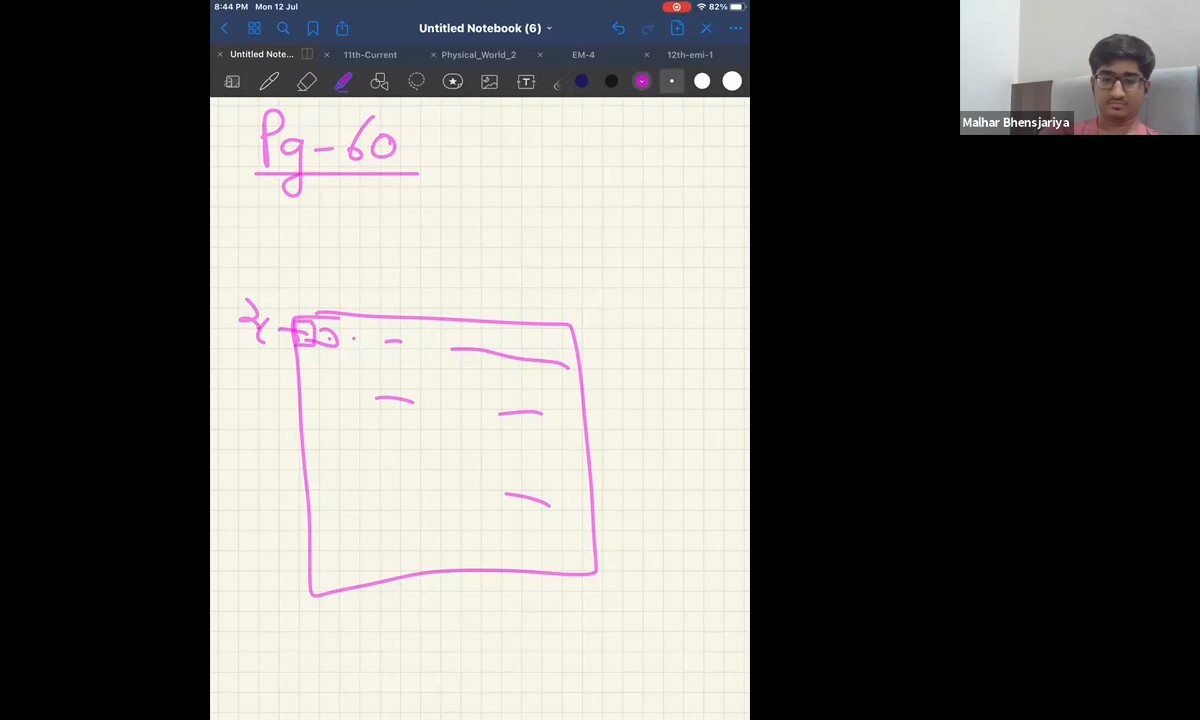 8:44 PM Mon 12 Jul
82%
Untitled Notebook (6)
Untitled Note... 11th-Current Physical_World_2 EM-4 12th-emi-1
T
Pg-60
Malhar Bhensjariya